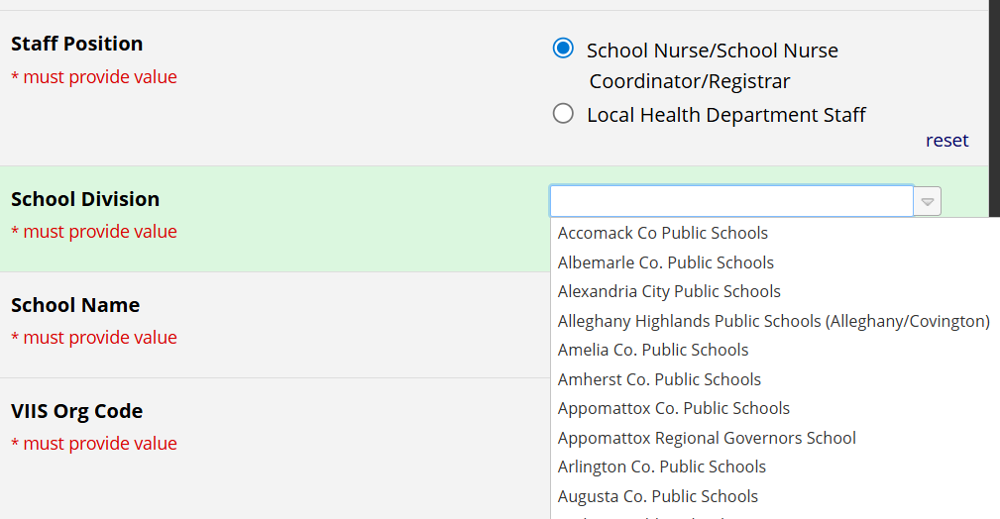 Staff Position
* must provide value
School Nurse/School Nurse
Coordinator/Registrar
Local Health Department Staff
reset
School Division
* must provide value
Accomack Co Public Schools
Albemarle Co. Public Schools
Alexandria City Public Schools
Alleghany Highlands Public Schools (Alleghany/Covington)
Amelia Co. Public Schools
Amherst Co. Public Schools
Appomattox Co. Public Schools
Appomattox Regional Governors School
Arlington Co. Public Schools
Augusta Co. Public Schools
School Name
* must provide value
VIIS Org Code
* must provide value